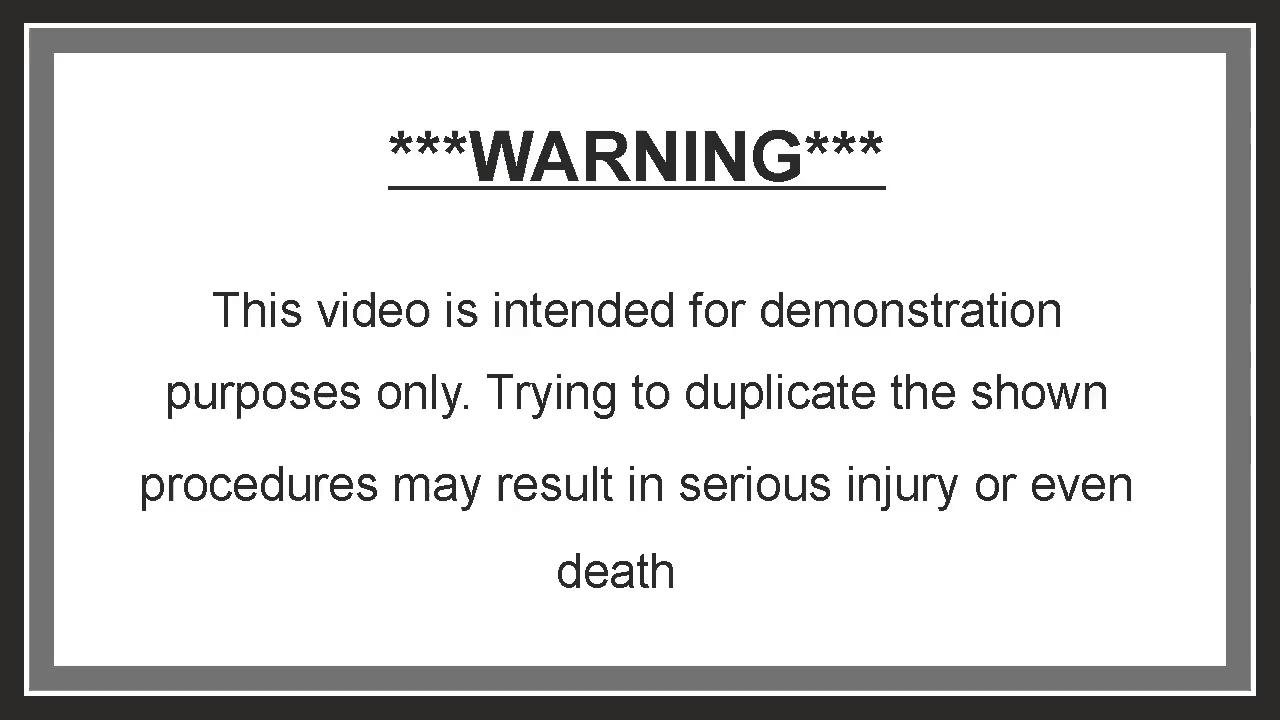 ***WARNING***
This video is intended for demonstration
purposes only. Trying to duplicate the shown
procedures may result in serious injury or even
death